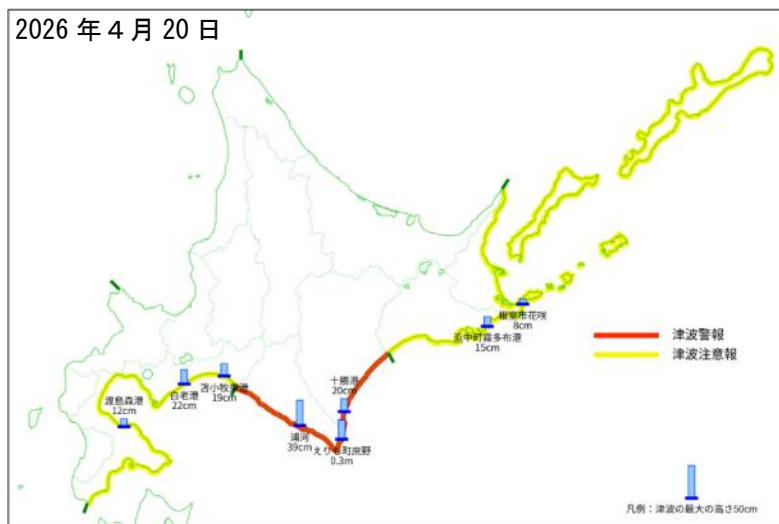 2026 年４月 20 日
根室市花咲
8cm
浜中町霧多布港
15cm
津波警報
津波注意報
十勝港
20cm
苫小牧東港
19cm
白老港
22cm
渡島森港
12cm
浦河
39cm
えりも町庶野
0.3m
凡例：津波の最大の高さ50cm